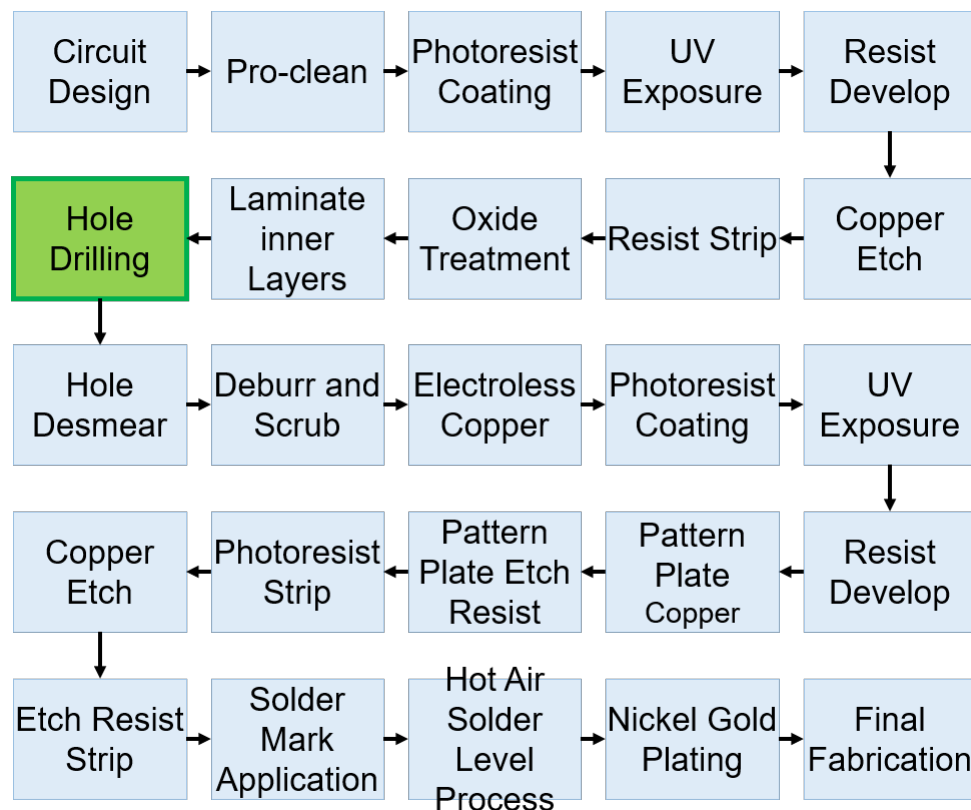 Circuit
Design
Pro-clean
Photoresist
Coating
UV
Exposure
Resist
Develop
Hole
Drilling
Laminate
inner
Layers
Oxide
Treatment
Resist Strip
Copper
Etch
Hole
Desmear
Deburr and
Scrub
Electroless
Copper
Photoresist
Coating
UV
Exposure
Copper
Etch
Photoresist
Strip
Pattern
Plate Etch
Resist
Pattern
Plate
Copper
Resist
Develop
Etch Resist
Strip
Solder
Mark
Application
Hot Air
Solder
Level
Process
Nickel Gold
Plating
Final
Fabrication